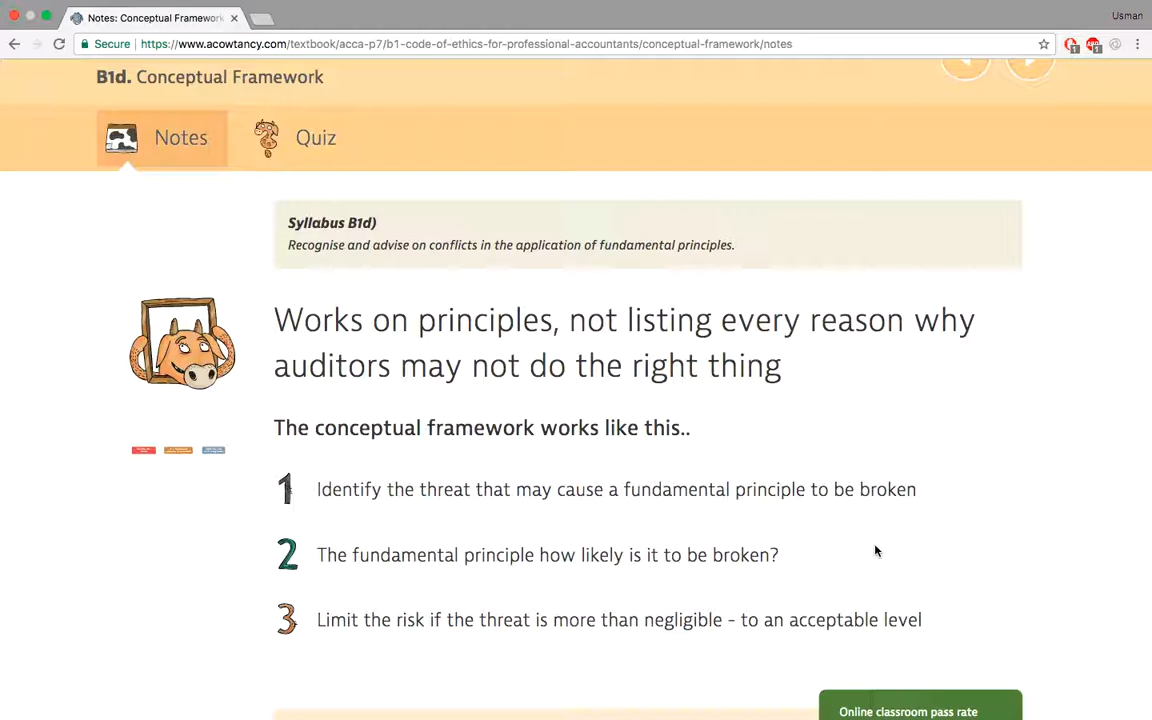 Notes: Conceptual Framework
Usman
Secure
https://www.acowtancy.com/textbook/acca-p7/b1-code-of-ethics-for-professional-accountants/conceptual-framework/notes
1
1
B1d. Conceptual Framework
Notes
Quiz
Syllabus B1d)
Recognise and advise on conflicts in the application of fundamental principles.
Works on principles, not listing every reason why
auditors may not do the right thing
The conceptual framework works like this..
1 Identify the threat that may cause a fundamental principle to be broken
2 The fundamental principle how likely is it to be broken?
3 Limit the risk if the threat is more than negligible - to an acceptable level
Online classroom pass rate